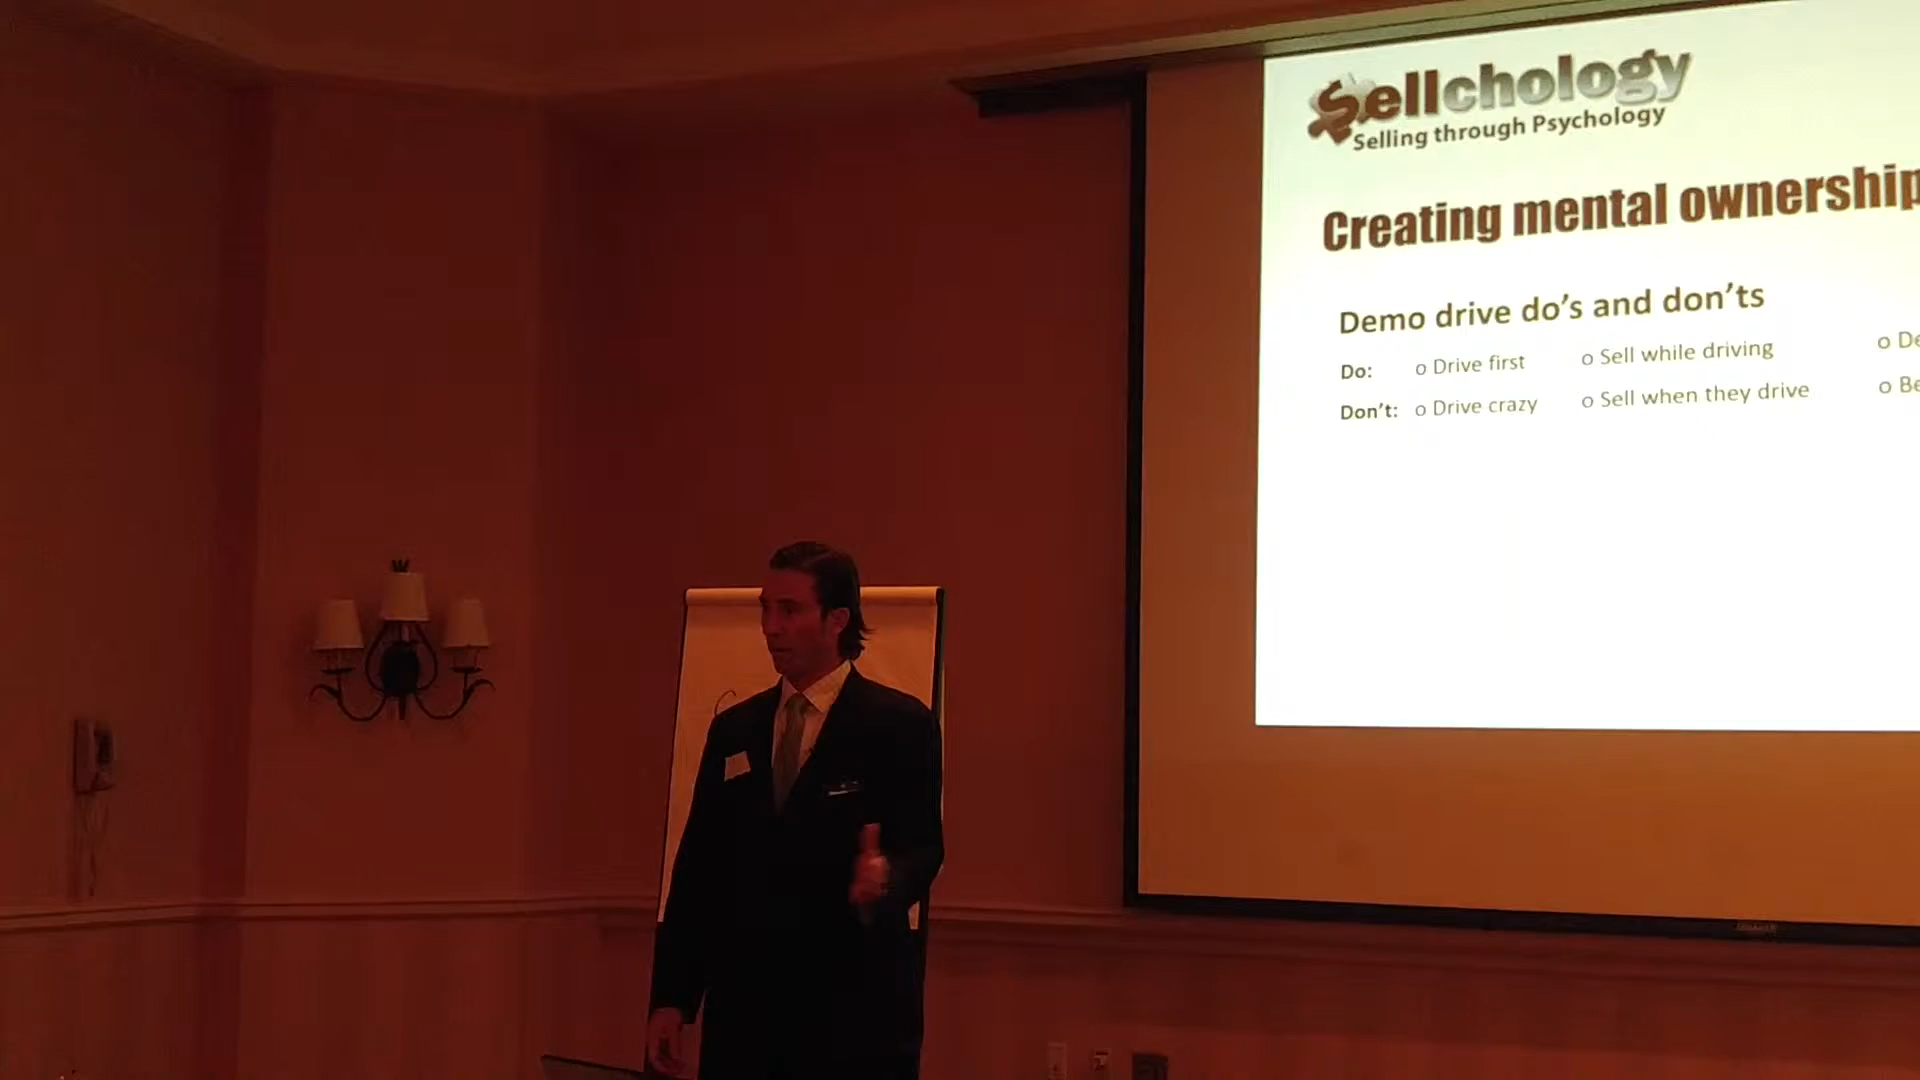 Sellchology
Selling through Psychology
Creating mental ownership
Demo drive do's and don'ts
Do: o Drive first o Sell while driving o
Don't: o Drive crazy o Sell when they drive o